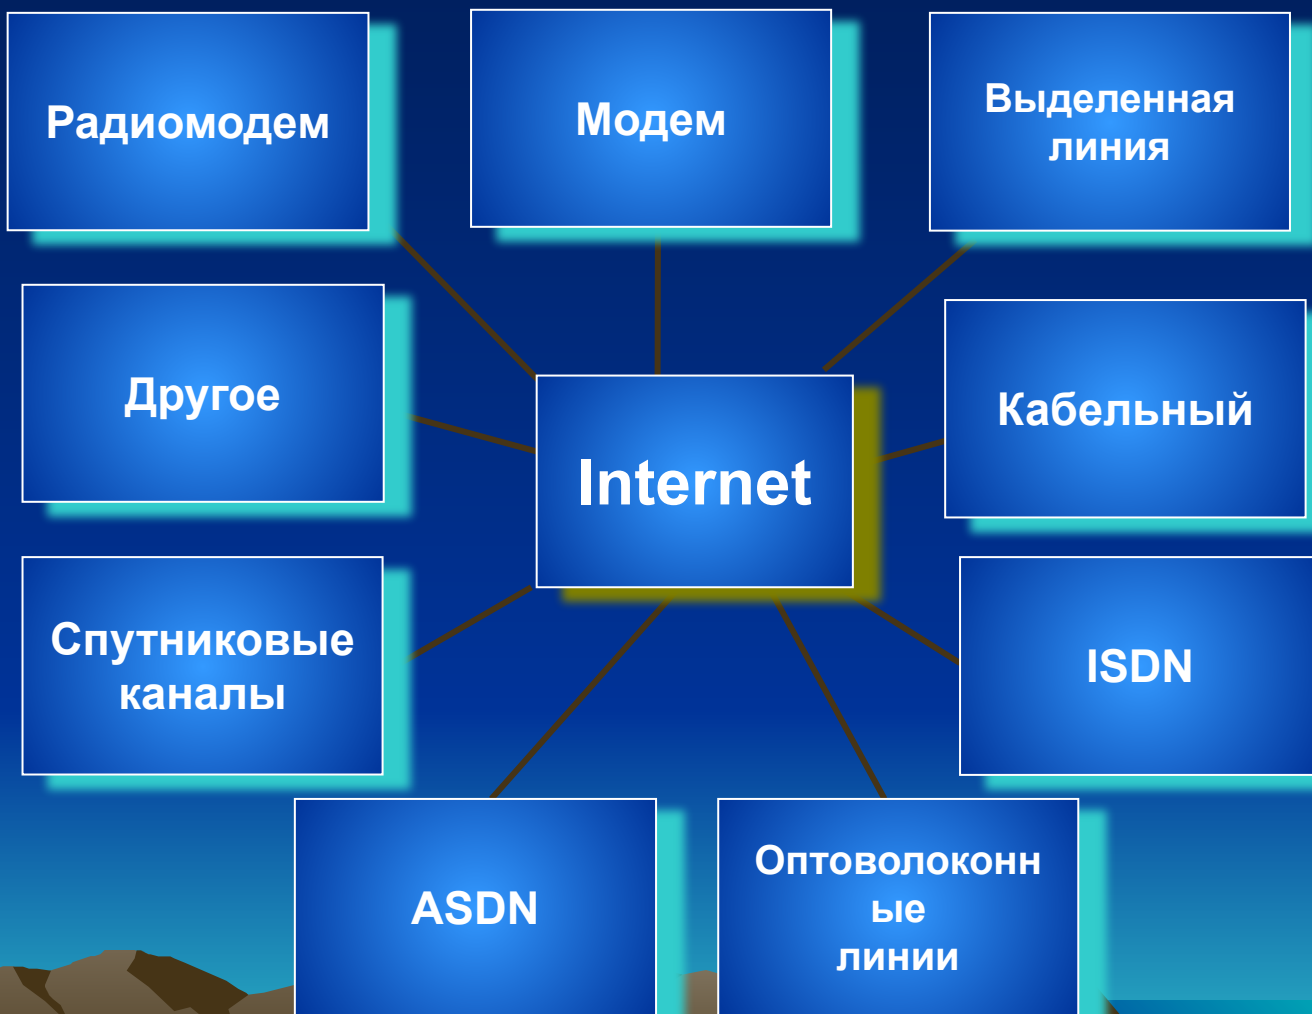 Радиомодем
Модем
Выделенная
линия
Другое
Internet
Кабельный
Спутниковые
каналы
ISDN
ASDN
Оптоволоконн
ые
линии